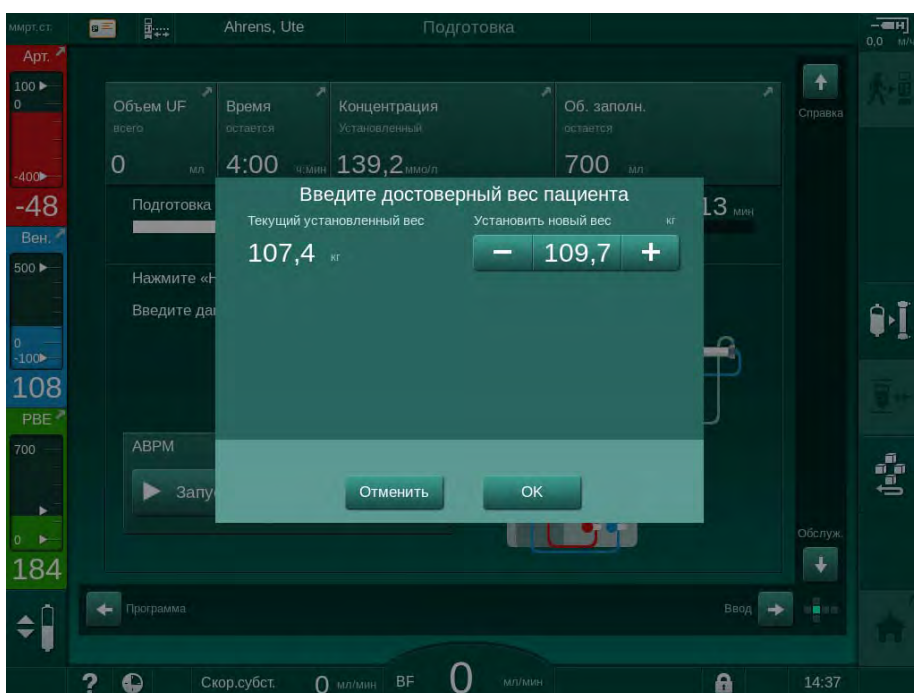 ммрт.ст.
Ahrens, Ute
Подготовка
0,0 м/ч
Арт.
100
0
-400
-48
Вен.
500
0
-100
108
PBE
700
0
184
Объем UF
всего
0 мл
Время
остается
4:00 ч:мин
Концентрация
Установленный
139,2 ммо/л
Об. заполн.
остается
700 мл
Справка
Подготовка
13 мин
Введите достоверный вес пациента
Текущий установленный вес
107,4 кг
Установить новый вес кг
− 109,7 +
Нажмите «Н
Введите да
АВРМ
Запу
Отменить
OK
Обслуж.
Программа
Ввод
?
Скор.субст. 0 мл/мин
BF 0 мл/мин
14:37